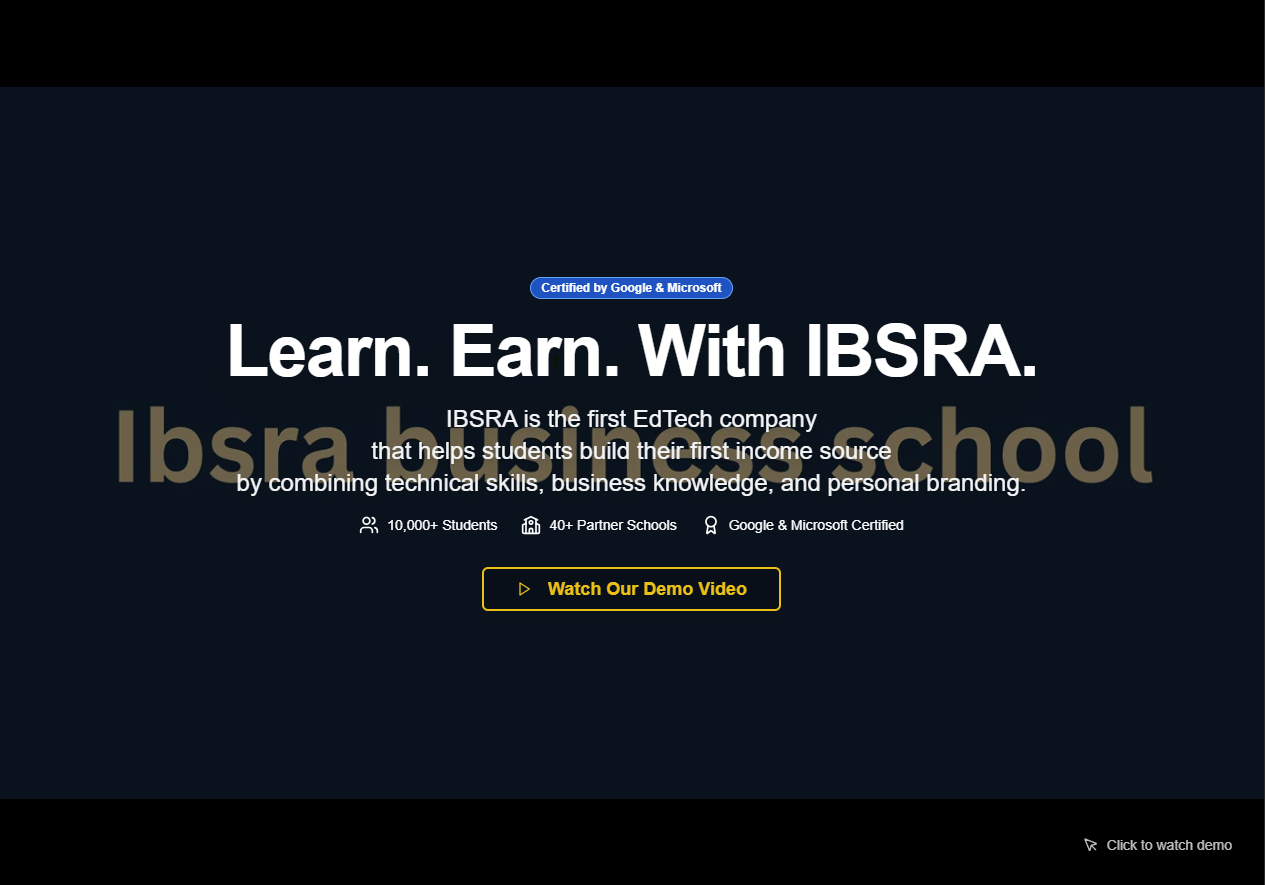 Certified by Google & Microsoft
Learn. Earn. With IBSRA.
Ibsra business school
IBSRA is the first EdTech company
that helps students build their first income source
by combining technical skills, business knowledge, and personal branding.
10,000+ Students
40+ Partner Schools
Google & Microsoft Certified
Watch Our Demo Video
Click to watch demo